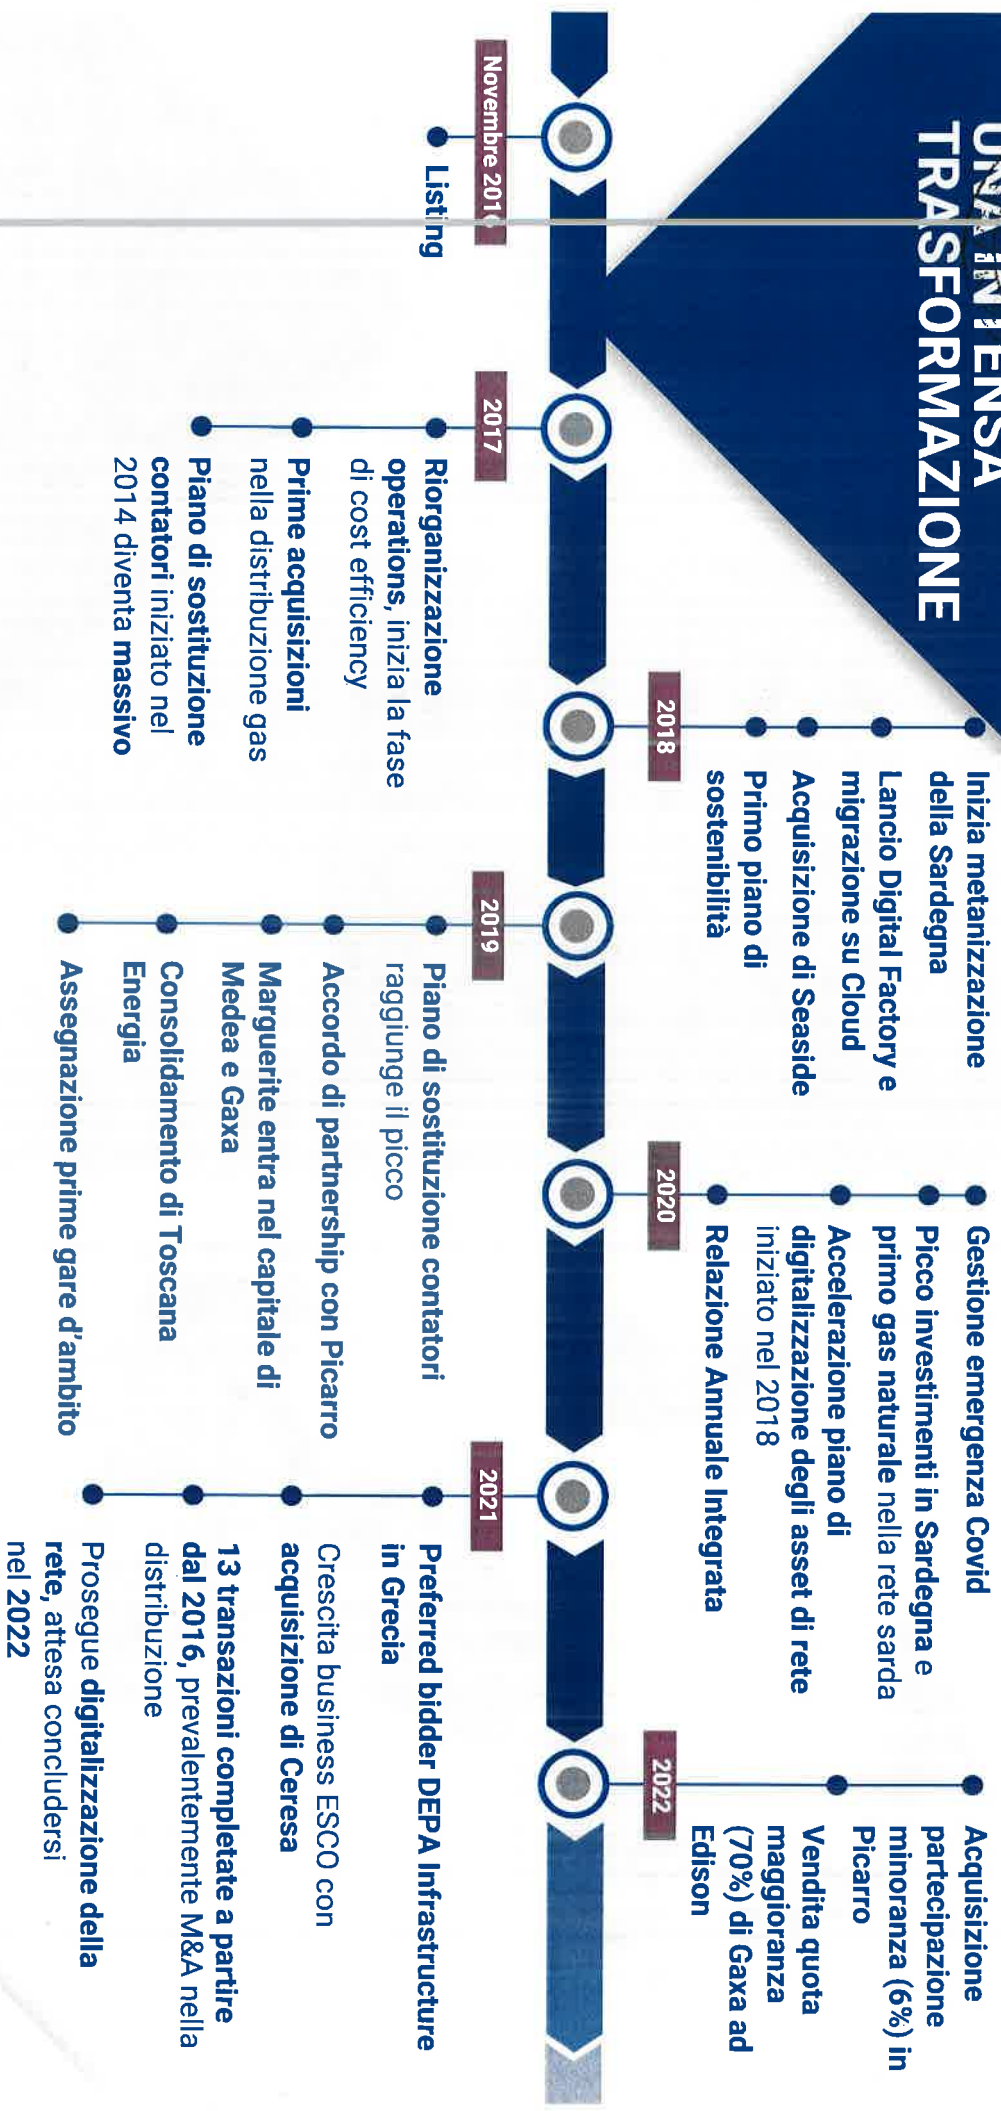 UNA INTENSA
TRASFORMAZIONE
Novembre 2016
Listing
2017
Riorganizzazione
operations, inizia la fase
di cost efficiency
Prime acquisizioni
nella distribuzione gas
Piano di sostituzione
contatori iniziato nel
2014 diventa massivo
2018
Inizia metanizzazione
della Sardegna
Lancio Digital Factory e
migrazione su Cloud
Acquisizione di Seaside
Primo piano di
sostenibilità
2019
Piano di sostituzione contatori
raggiunge il picco
Accordo di partnership con Picarro
Marguerite entra nel capitale di
Medea e Gaxa
Consolidamento di Toscana
Energia
Assegnazione prime gare d'ambito
2020
Gestione emergenza Covid
Picco investimenti in Sardegna e
primo gas naturale nella rete sarda
Accelerazione piano di
digitalizzazione degli asset di rete
iniziato nel 2018
Relazione Annuale Integrata
2021
Preferred bidder DEPA Infrastructure
in Grecia
Crescita business ESCO con
acquisizione di Ceresa
13 transazioni completate a partire
dal 2016, prevalentemente M&A nella
distribuzione
Prosegue digitalizzazione della
rete, attesa concludersi
nel 2022
2022
Acquisizione
partecipazione
minoranza (6%) in
Picarro
Vendita quota
maggioranza
(70%) di Gaxa ad
Edison